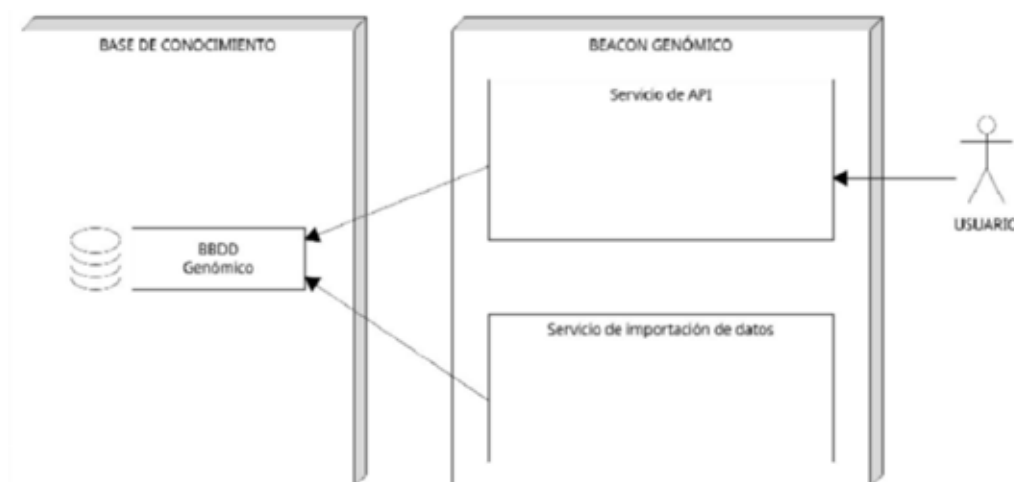 BASE DE CONOCIMIENTO
BEACON GENÓMICO
Servicio de API
USUARIO
BBDD
Genómico
Servicio de importación de datos